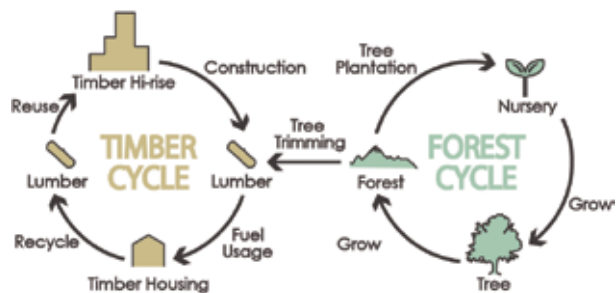 Timber Hi-rise
Construction
Reuse
TIMBER
CYCLE
Lumber
Lumber
Recycle
Fuel
Usage
Timber Housing
Tree
Trimming
Tree
Plantation
Nursery
Forest
FOREST
CYCLE
Grow
Grow
Tree